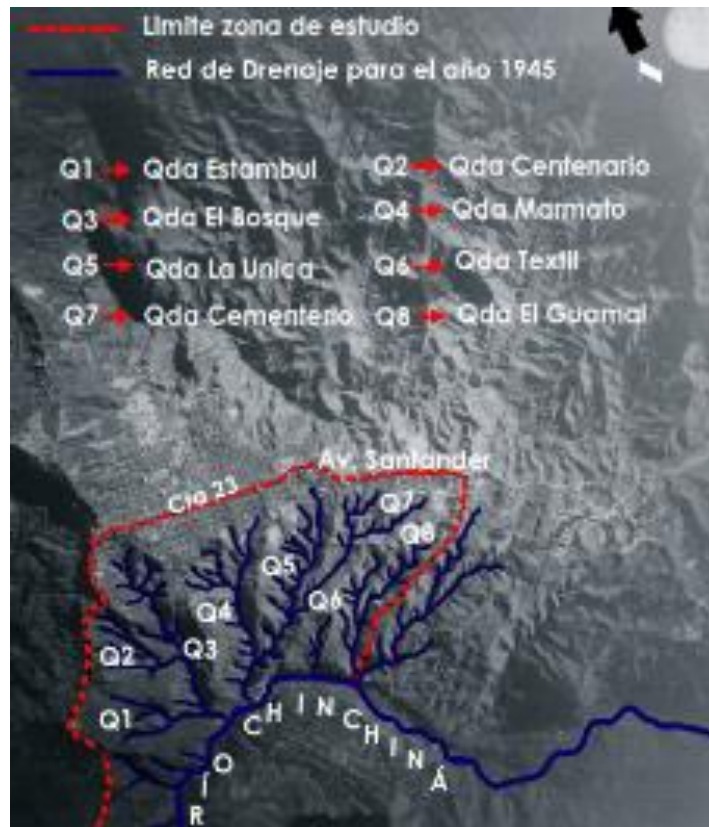 Limite zona de estudio
Red de Drenaje para el año 1945
Q1 Qda Estambul
Q2 Qda Centenario
Q3 Qda El Bosque
Q4 Qda Marmato
Q5 Qda La Unica
Q6 Qda Textil
Q7 Qda Cementerio
Q8 Qda El Guamal
Av. Santander
Cra 23
Q7
Q8
Q5
Q6
Q4
Q3
Q2
Q1
RÍO CHINCHINÁ